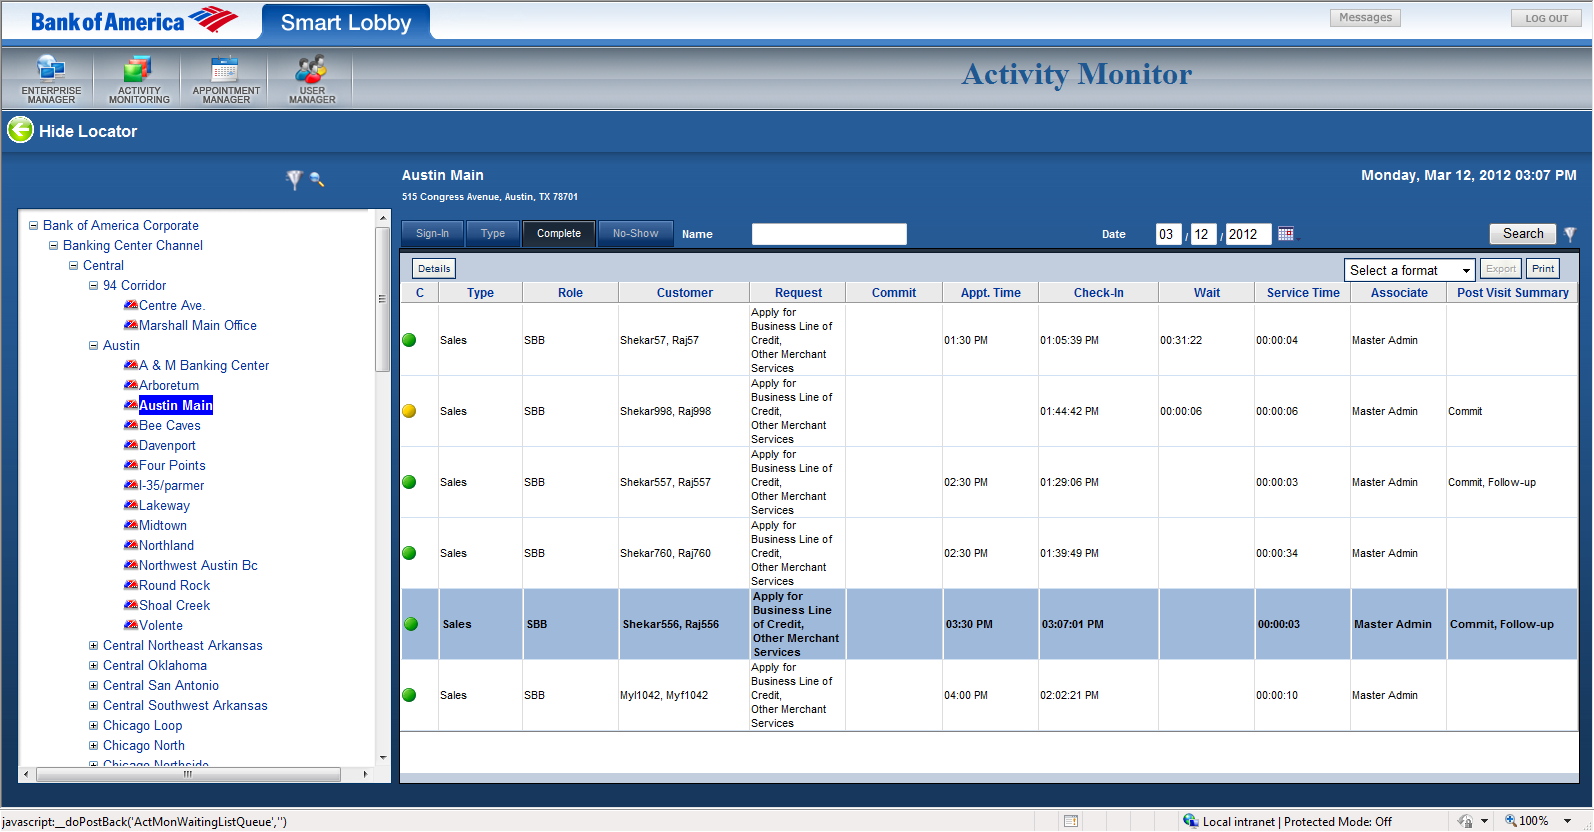 Bank of America
Smart Lobby
Messages
LOG OUT
ENTERPRISE
MANAGER
ACTIVITY
MONITORING
APPOINTMENT
MANAGER
USER
MANAGER
Activity Monitor
Hide Locator
Bank of America Corporate
Banking Center Channel
Central
94 Corridor
Centre Ave.
Marshall Main Office
Austin
A & M Banking Center
Arboretum
Austin Main
Bee Caves
Davenport
Four Points
I-35/parmer
Lakeway
Midtown
Northland
Northwest Austin Bc
Round Rock
Shoal Creek
Volente
Central Northeast Arkansas
Central Oklahoma
Central San Antonio
Central Southwest Arkansas
Chicago Loop
Chicago North
Chicago Northside
Austin Main
Monday, Mar 12, 2012 03:07 PM
515 Congress Avenue, Austin, TX 78701
Sign-In Type Complete No-Show Name Date 03 / 12 / 2012 Search
Details Select a format Export Print
C Type Role Customer Request Commit Appt. Time Check-In Wait Service Time Associate Post Visit Summary
Apply for
Business Line of
Credit,
Other Merchant
Services
Sales SBB Shekar57, Raj57 01:30 PM 01:05:39 PM 00:31:22 00:00:04 Master Admin
Apply for
Business Line of
Credit,
Other Merchant
Services
Sales SBB Shekar998, Raj998 01:44:42 PM 00:00:06 00:00:06 Master Admin Commit
Apply for
Business Line of
Credit,
Other Merchant
Services
Sales SBB Shekar557, Raj557 02:30 PM 01:29:06 PM 00:00:03 Master Admin Commit, Follow-up
Apply for
Business Line of
Credit,
Other Merchant
Services
Sales SBB Shekar760, Raj760 02:30 PM 01:39:49 PM 00:00:34 Master Admin
Apply for
Business Line
of Credit,
Other Merchant
Services
Sales SBB Shekar556, Raj556 03:30 PM 03:07:01 PM 00:00:03 Master Admin Commit, Follow-up
Apply for
Business Line of
Credit,
Other Merchant
Services
Sales SBB Myl1042, Myf1042 04:00 PM 02:02:21 PM 00:00:10 Master Admin
javascript:__doPostBack('ActMonWaitingListQueue','')
Local intranet | Protected Mode: Off
100%